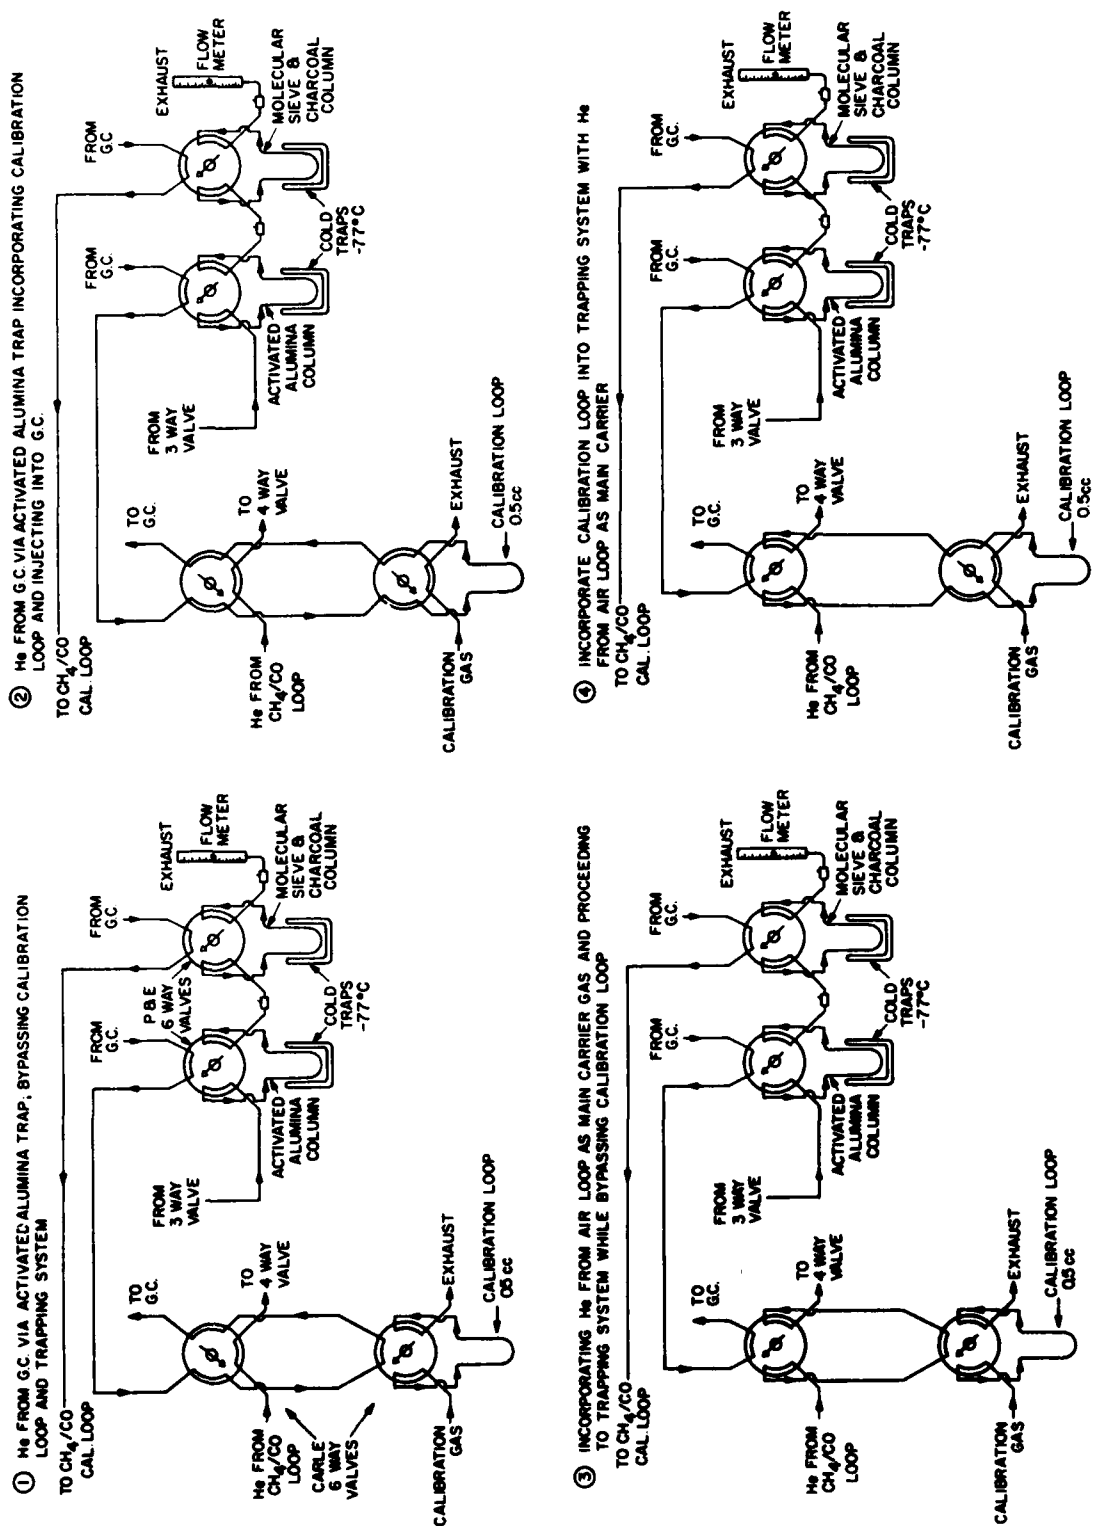 ① He FROM G.C. VIA ACTIVATED ALUMINA TRAP; BYPASSING CALIBRATION
LOOP AND TRAPPING SYSTEM
TO CH4/CO
CAL. LOOP
FROM
G.C.
FROM
G.C.
P&E
6 WAY
VALVES
EXHAUST
FLOW
METER
MOLECULAR
SIEVE &
CHARCOAL
COLUMN
COLD
TRAPS
-77°C
ACTIVATED
ALUMINA
COLUMN
FROM
3 WAY
VALVE
TO
G.C.
TO
4 WAY
VALVE
He FROM
CH4/CO
LOOP
CARLE
6 WAY
VALVES
EXHAUST
CALIBRATION
GAS
CALIBRATION LOOP
05 cc
② He FROM G.C. VIA ACTIVATED ALUMINA TRAP INCORPORATING CALIBRATION
LOOP AND INJECTING INTO G.C.
TO CH4/CO
CAL. LOOP
FROM
G.C.
FROM
G.C.
EXHAUST
FLOW
METER
MOLECULAR
SIEVE &
CHARCOAL
COLUMN
COLD
TRAPS
-77°C
ACTIVATED
ALUMINA
COLUMN
FROM
3 WAY
VALVE
TO
G.C.
TO
4 WAY
VALVE
He FROM
CH4/CO
LOOP
EXHAUST
CALIBRATION
GAS
CALIBRATION LOOP
0.5cc
③ INCORPORATING He FROM AIR LOOP AS MAIN CARRIER GAS AND PROCEEDING
TO TRAPPING SYSTEM WHILE BYPASSING CALIBRATION LOOP
TO CH4/CO
CAL. LOOP
FROM
G.C.
FROM
G.C.
EXHAUST
FLOW
METER
MOLECULAR
SIEVE &
CHARCOAL
COLUMN
COLD
TRAPS
-77°C
ACTIVATED
ALUMINA
COLUMN
FROM
3 WAY
VALVE
TO
G.C.
TO
4 WAY
VALVE
He FROM
CH4/CO
LOOP
EXHAUST
CALIBRATION
GAS
CALIBRATION LOOP
0.5 cc
④ INCORPORATE CALIBRATION LOOP INTO TRAPPING SYSTEM WITH He
FROM AIR LOOP AS MAIN CARRIER
TO CH4/CO
CAL. LOOP
FROM
G.C.
FROM
G.C.
EXHAUST
FLOW
METER
MOLECULAR
SIEVE &
CHARCOAL
COLUMN
COLD
TRAPS
-77°C
ACTIVATED
ALUMINA
COLUMN
FROM
3 WAY
VALVE
TO
G.C.
TO
4 WAY
VALVE
He FROM
CH4/CO
LOOP
EXHAUST
CALIBRATION
GAS
CALIBRATION LOOP
0.5cc